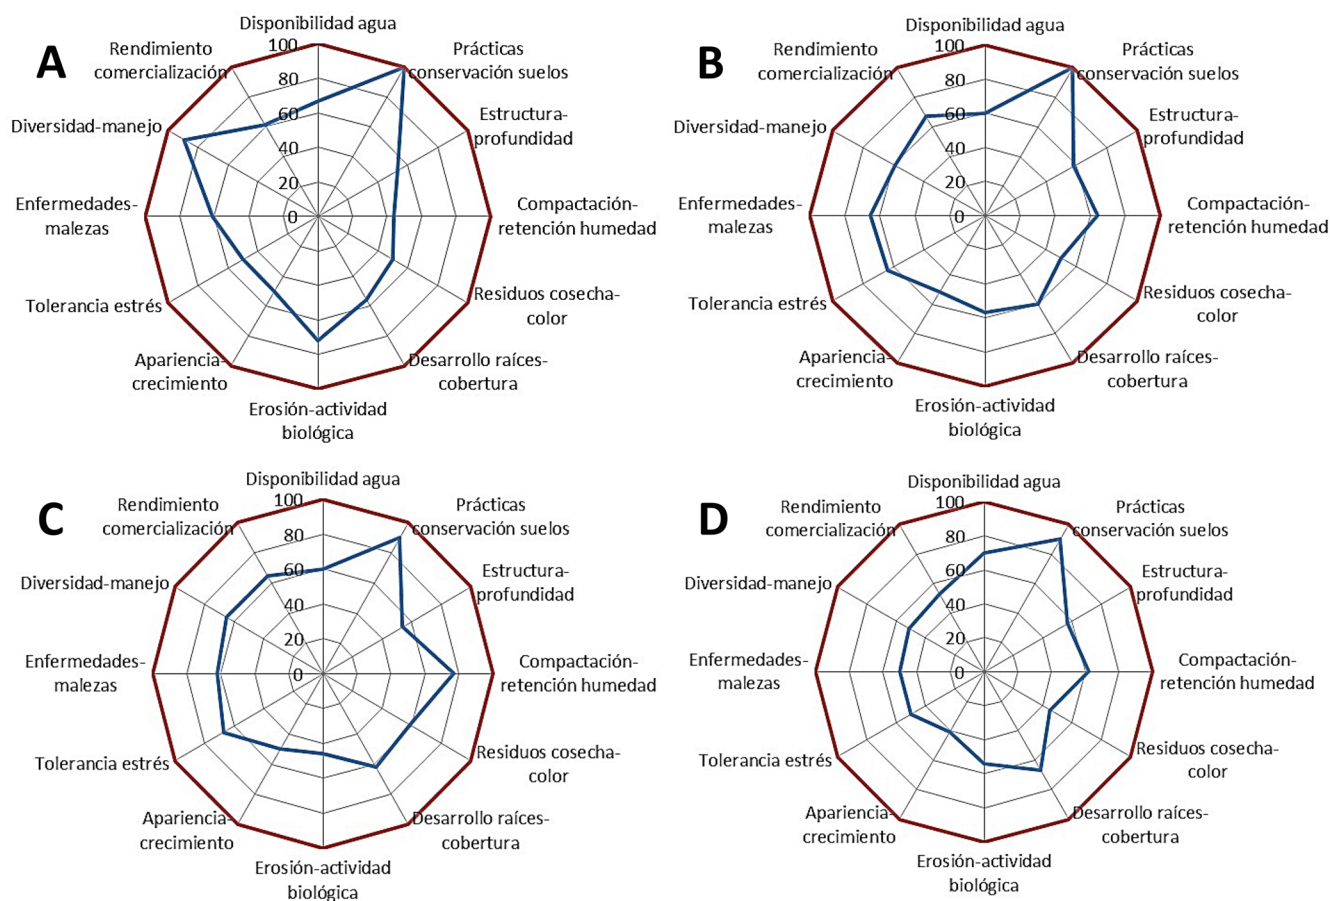 A
Disponibilidad agua
Rendimiento
comercialización
Prácticas
conservación suelos
Diversidad-manejo
Estructura-
profundidad
Enfermedades-
malezas
Compactación-
retención humedad
Tolerancia estrés
Residuos cosecha-
color
Apariencia-
crecimiento
Desarrollo raíces-
cobertura
Erosión-actividad
biológica
100
80
60
40
20
0
B
Disponibilidad agua
Rendimiento
comercialización
Prácticas
conservación suelos
Diversidad-manejo
Estructura-
profundidad
Enfermedades-
malezas
Compactación-
retención humedad
Tolerancia estrés
Residuos cosecha-
color
Apariencia-
crecimiento
Desarrollo raíces-
cobertura
Erosión-actividad
biológica
100
80
60
40
20
0
C
Disponibilidad agua
Rendimiento
comercialización
Prácticas
conservación suelos
Diversidad-manejo
Estructura-
profundidad
Enfermedades-
malezas
Compactación-
retención humedad
Tolerancia estrés
Residuos cosecha-
color
Apariencia-
crecimiento
Desarrollo raíces-
cobertura
Erosión-actividad
biológica
100
80
60
40
20
0
D
Disponibilidad agua
Rendimiento
comercialización
Prácticas
conservación suelos
Diversidad-manejo
Estructura-
profundidad
Enfermedades-
malezas
Compactación-
retención humedad
Tolerancia estrés
Residuos cosecha-
color
Apariencia-
crecimiento
Desarrollo raíces-
cobertura
Erosión-actividad
biológica
100
80
60
40
20
0